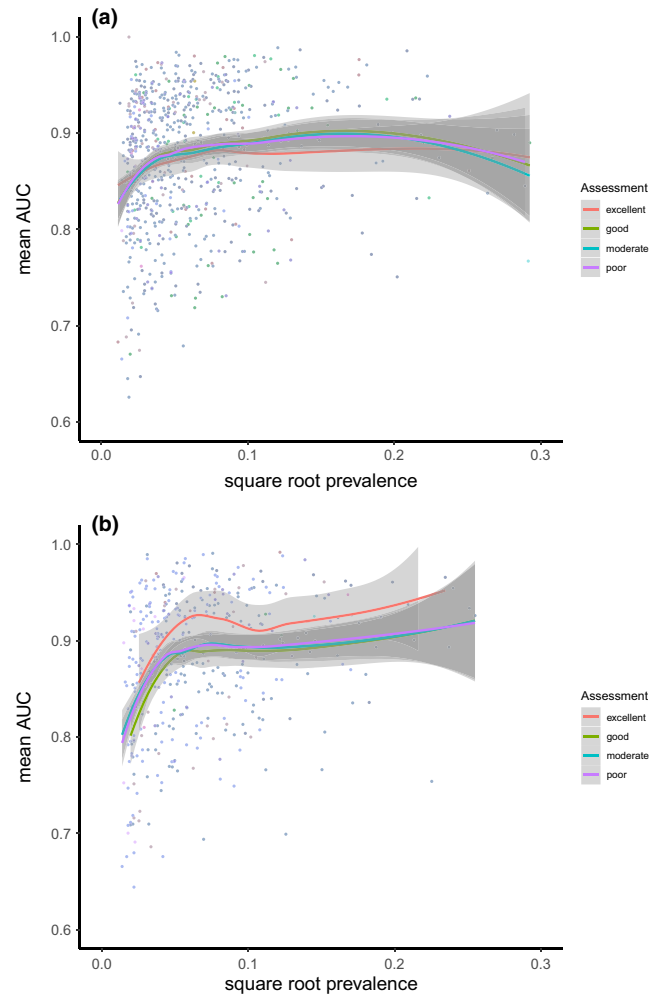 (a)
1.0
0.9
0.8
0.7
0.6
mean AUC
0.0 0.1 0.2 0.3
square root prevalence
Assessment
excellent
good
moderate
poor
(b)
1.0
0.9
0.8
0.7
0.6
mean AUC
0.0 0.1 0.2 0.3
square root prevalence
Assessment
excellent
good
moderate
poor